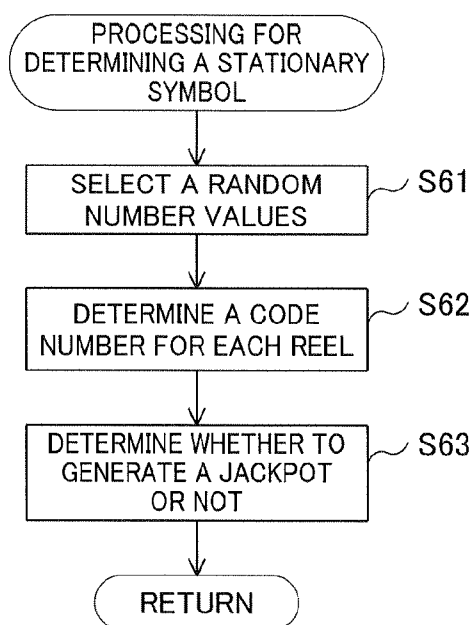 PROCESSING FOR
DETERMINING A STATIONARY
SYMBOL
SELECT A RANDOM
NUMBER VALUES
S61
DETERMINE A CODE
NUMBER FOR EACH REEL
S62
DETERMINE WHETHER TO
GENERATE A JACKPOT
OR NOT
S63
RETURN